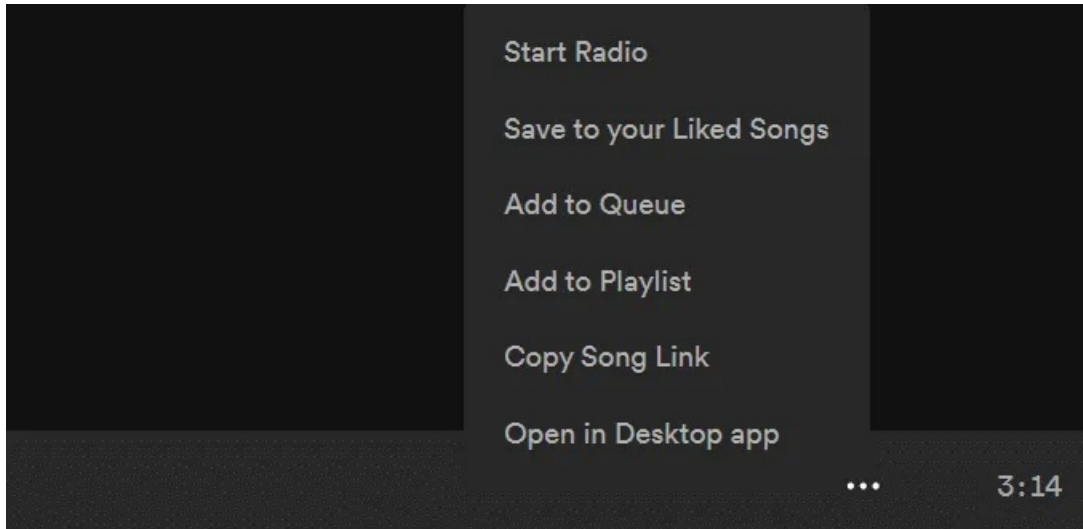 Start Radio
Save to your Liked Songs
Add to Queue
Add to Playlist
Copy Song Link
Open in Desktop app
3:14